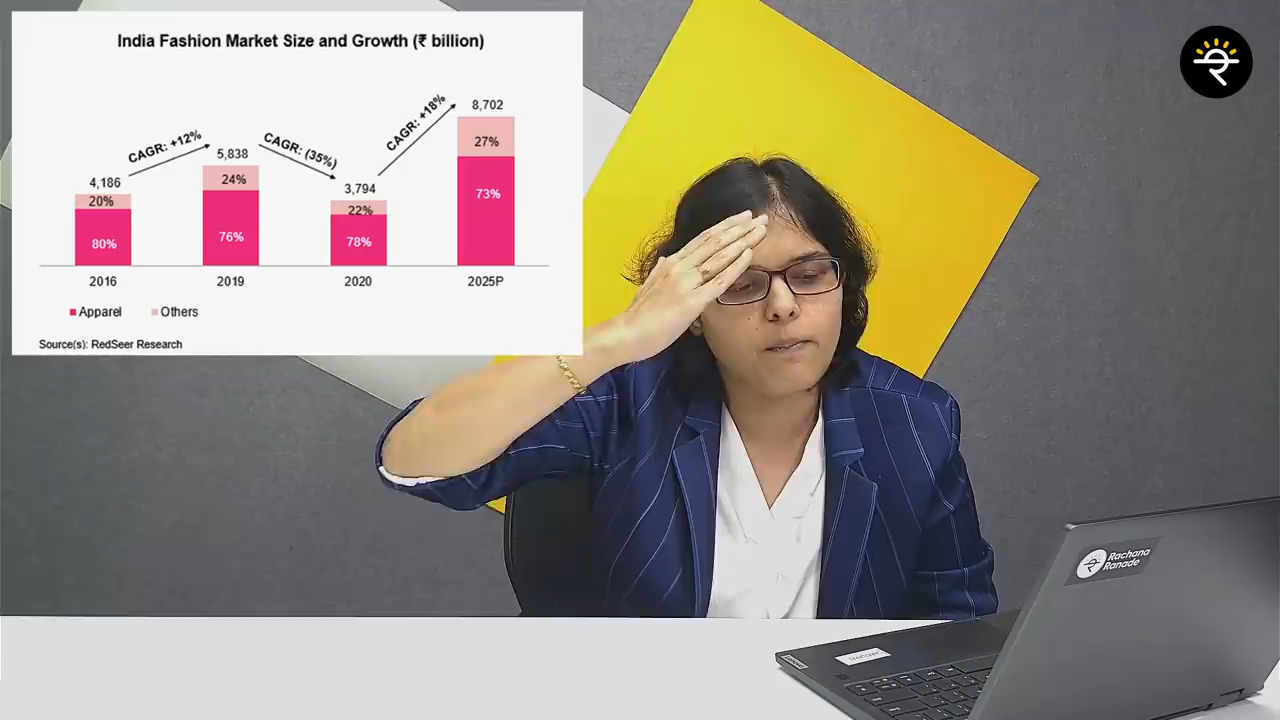 India Fashion Market Size and Growth (₹ billion)
CAGR: +12%
CAGR: (35%)
CAGR: +18%
4,186
5,838
3,794
8,702
20%
24%
22%
27%
80%
76%
78%
73%
2016
2019
2020
2025P
Apparel
Others
Source(s): RedSeer Research
Rachana
Ranade
Lenovo